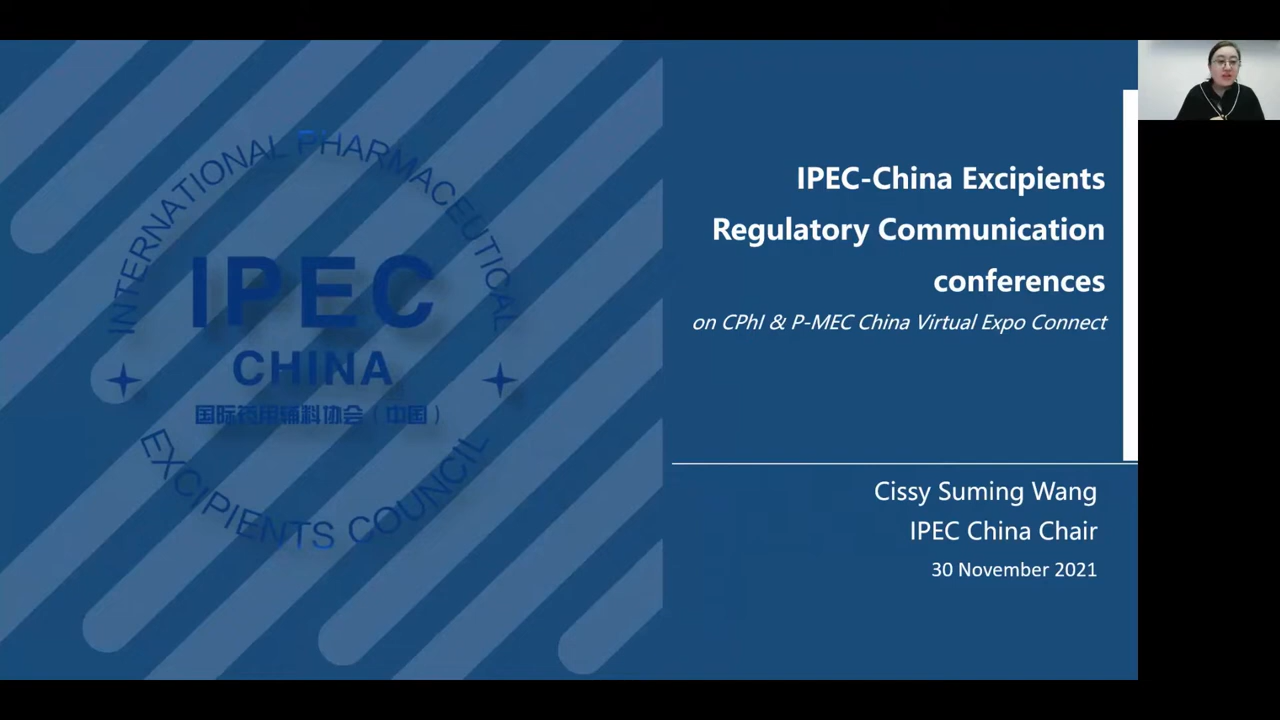 INTERNATIONAL PHARMACEUTICAL
IPEC
CHINA
国际药用辅料协会（中国）
EXCIPIENTS COUNCIL
IPEC-China Excipients
Regulatory Communication
conferences
on CPhI & P-MEC China Virtual Expo Connect
Cissy Suming Wang
IPEC China Chair
30 November 2021